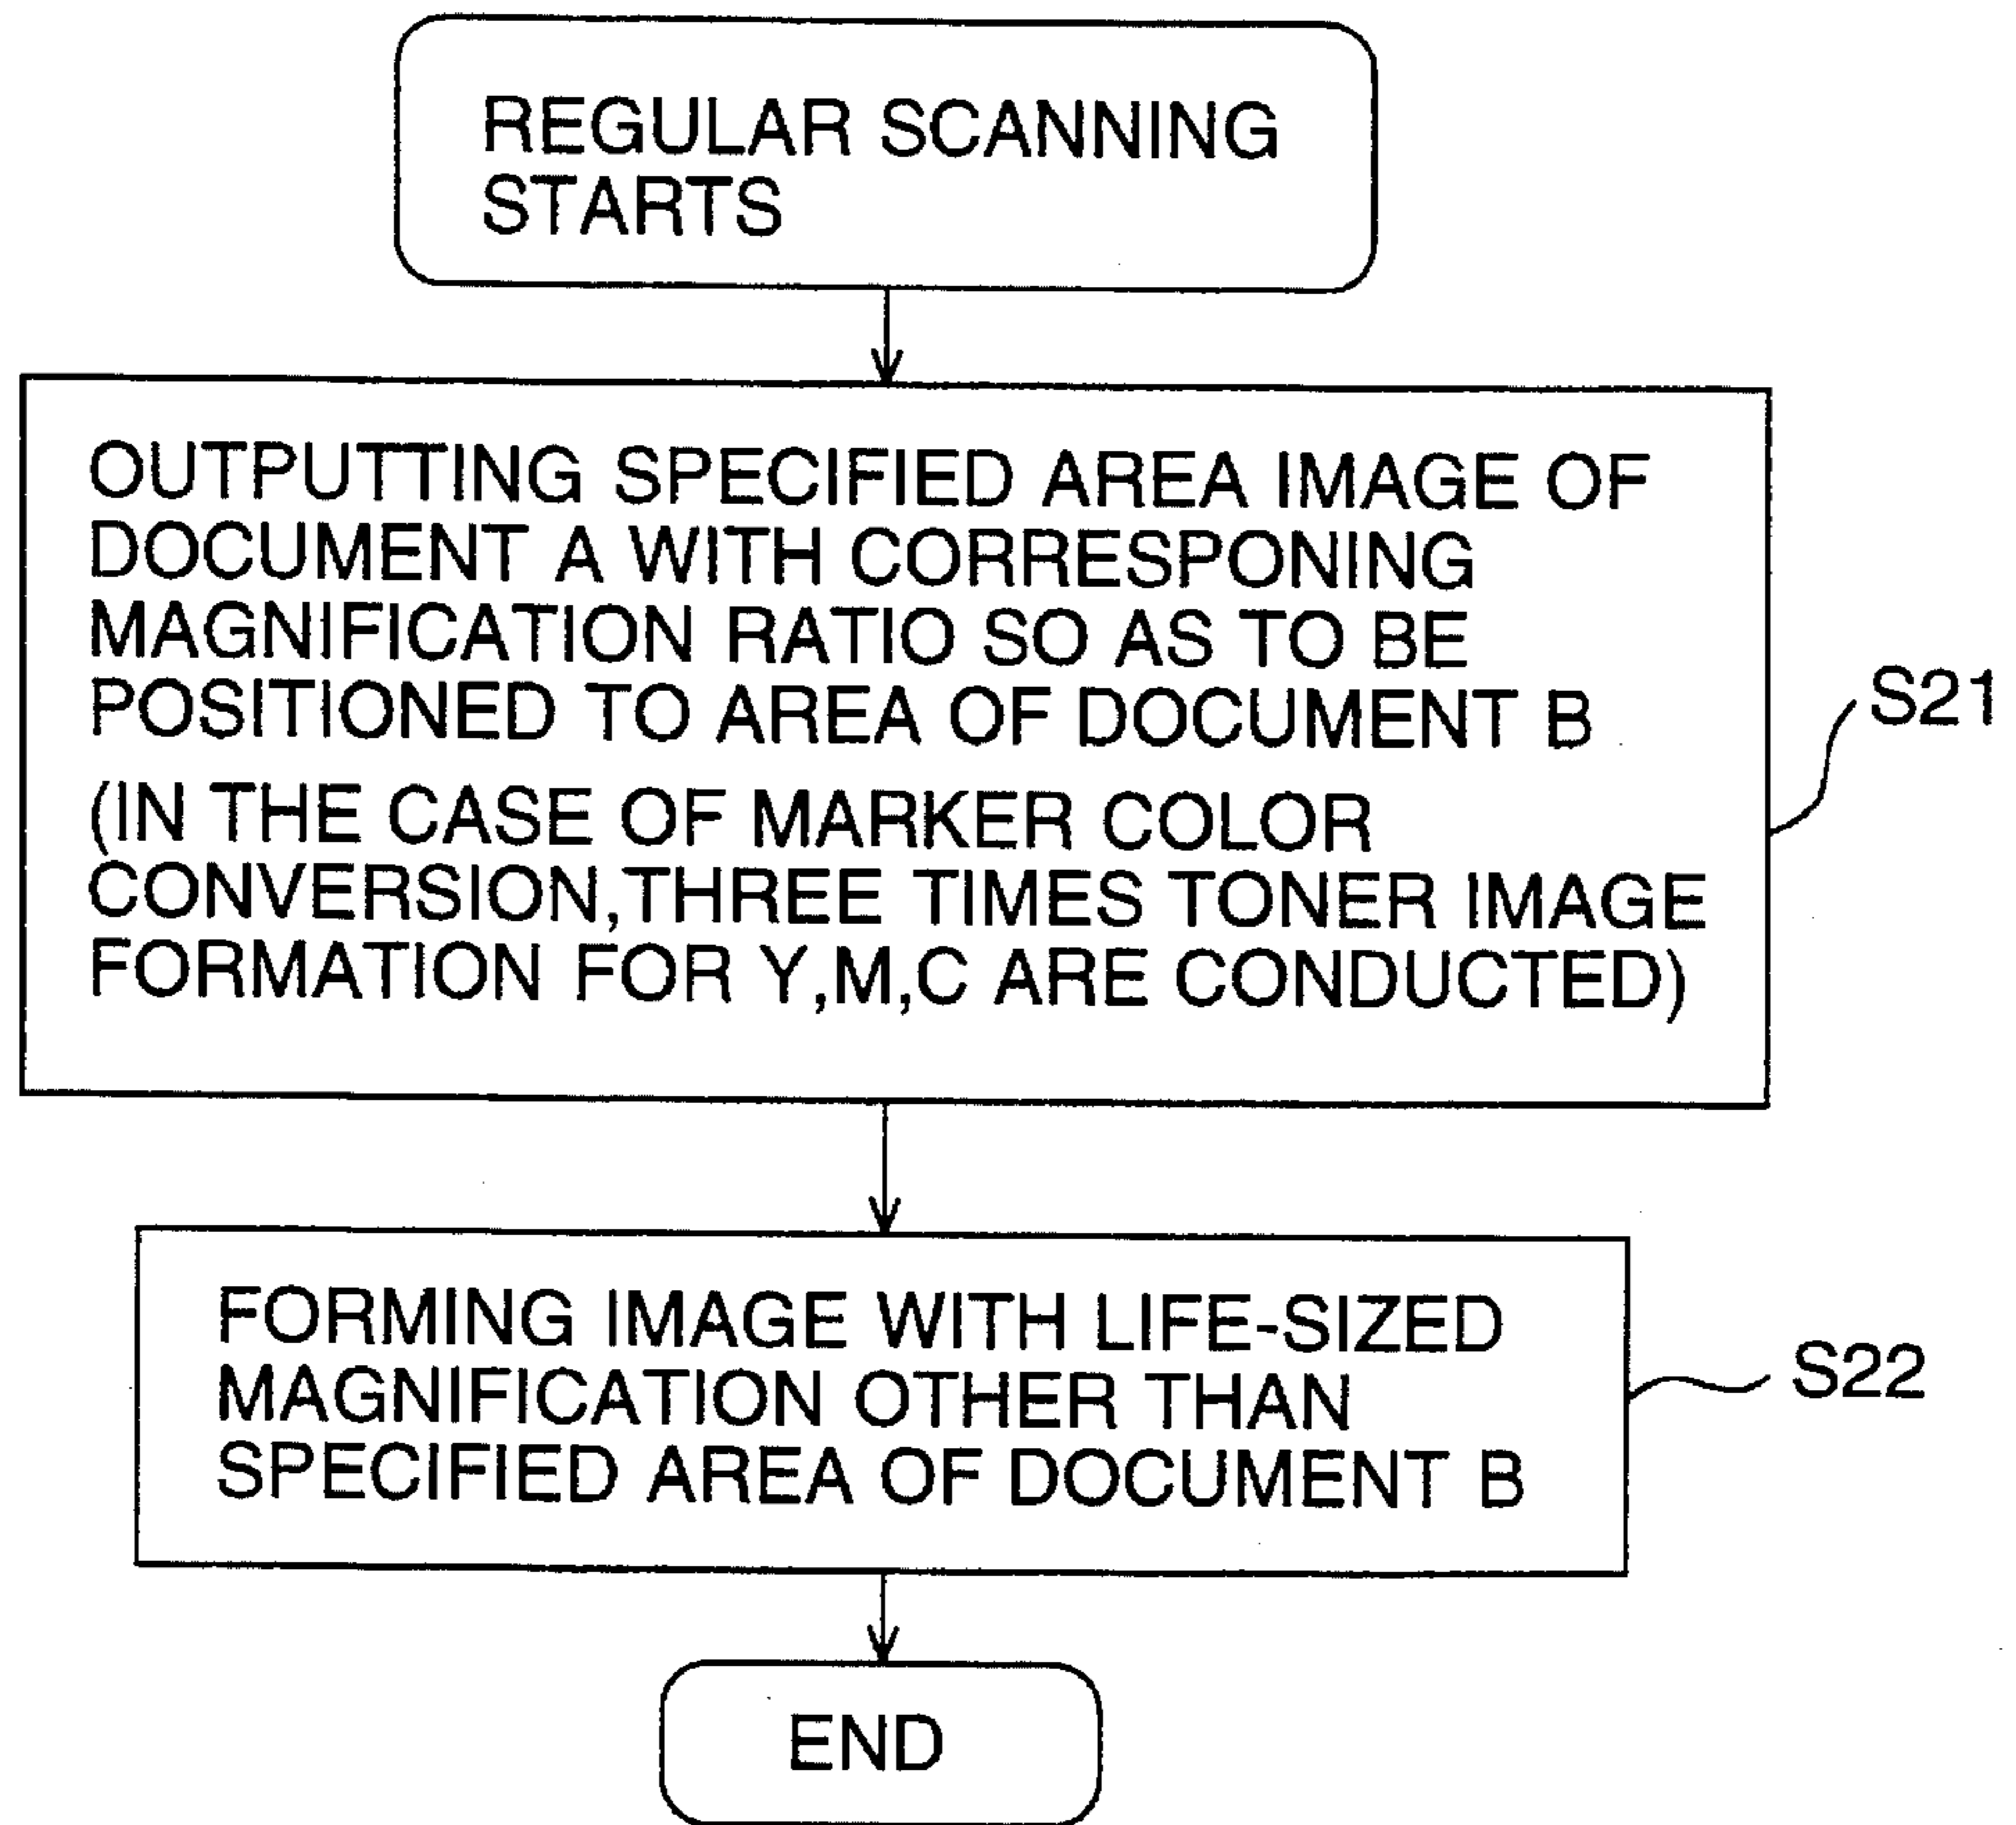 REGULAR SCANNING
STARTS
OUTPUTTING SPECIFIED AREA IMAGE OF
DOCUMENT A WITH CORRESPONING
MAGNIFICATION RATIO SO AS TO BE
POSITIONED TO AREA OF DOCUMENT B
(IN THE CASE OF MARKER COLOR
CONVERSION,THREE TIMES TONER IMAGE
FORMATION FOR Y,M,C ARE CONDUCTED)
S21
FORMING IMAGE WITH LIFE-SIZED
MAGNIFICATION OTHER THAN
SPECIFIED AREA OF DOCUMENT B
S22
END